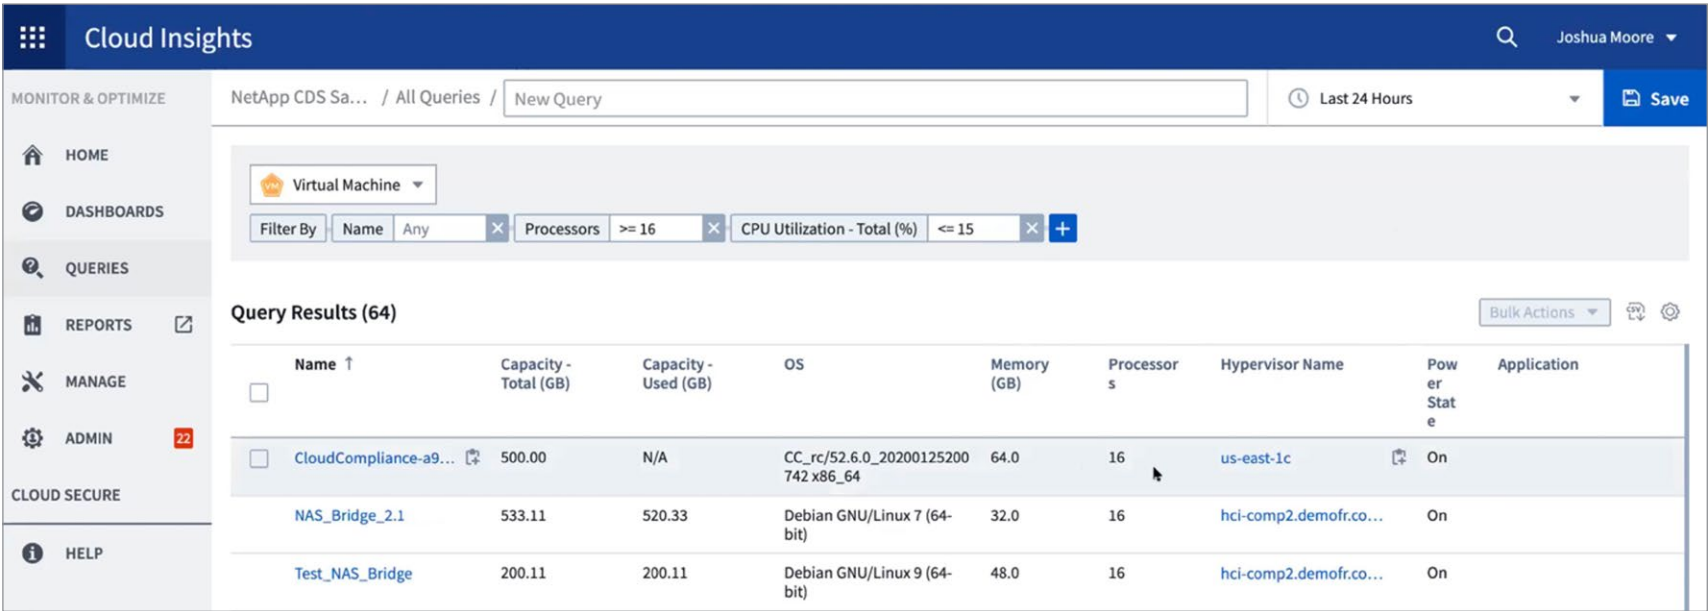 Cloud Insights
Joshua Moore
MONITOR & OPTIMIZE
NetApp CDS Sa... / All Queries / New Query
Last 24 Hours
Save
HOME
DASHBOARDS
QUERIES
REPORTS
MANAGE
ADMIN 22
CLOUD SECURE
HELP
VM Virtual Machine
Filter By Name Any Processors >= 16 CPU Utilization - Total (%) <= 15
Query Results (64)
Bulk Actions
CSV
Name ↑ Capacity - Total (GB) Capacity - Used (GB) OS Memory (GB) Processors Hypervisor Name Power State Application
CloudCompliance-a9... 500.00 N/A CC_rc/52.6.0_20200125200 64.0 16 us-east-1c On
742 x86_64
NAS_Bridge_2.1 533.11 520.33 Debian GNU/Linux 7 (64- 32.0 16 hci-comp2.demofr.co... On
bit)
Test_NAS_Bridge 200.11 200.11 Debian GNU/Linux 9 (64- 48.0 16 hci-comp2.demofr.co... On
bit)